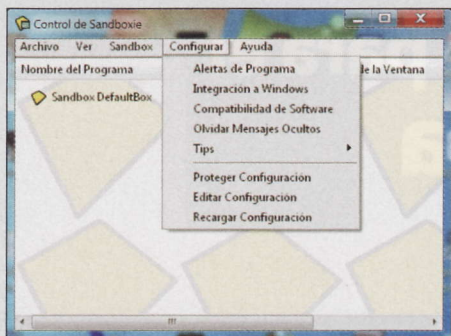 Control de Sandboxie
Archivo Ver Sandbox Configurar Ayuda
Nombre del Programa de la Ventana
Sandbox DefaultBox
Alertas de Programa
Integración a Windows
Compatibilidad de Software
Olvidar Mensajes Ocultos
Tips
Proteger Configuración
Editar Configuración
Recargar Configuración